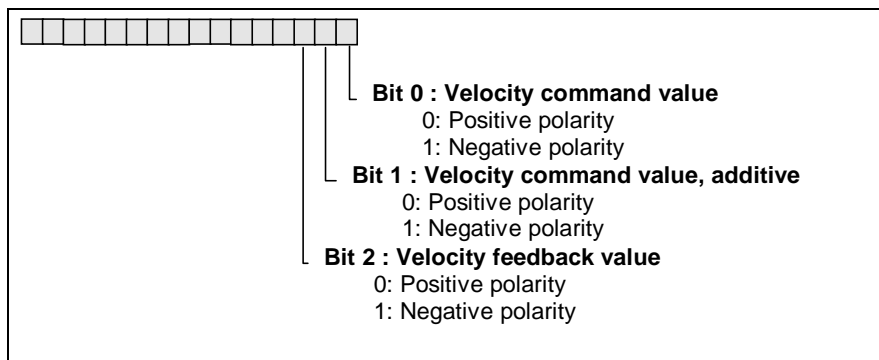 Bit 0 : Velocity command value
0: Positive polarity
1: Negative polarity
Bit 1 : Velocity command value, additive
0: Positive polarity
1: Negative polarity
Bit 2 : Velocity feedback value
0: Positive polarity
1: Negative polarity